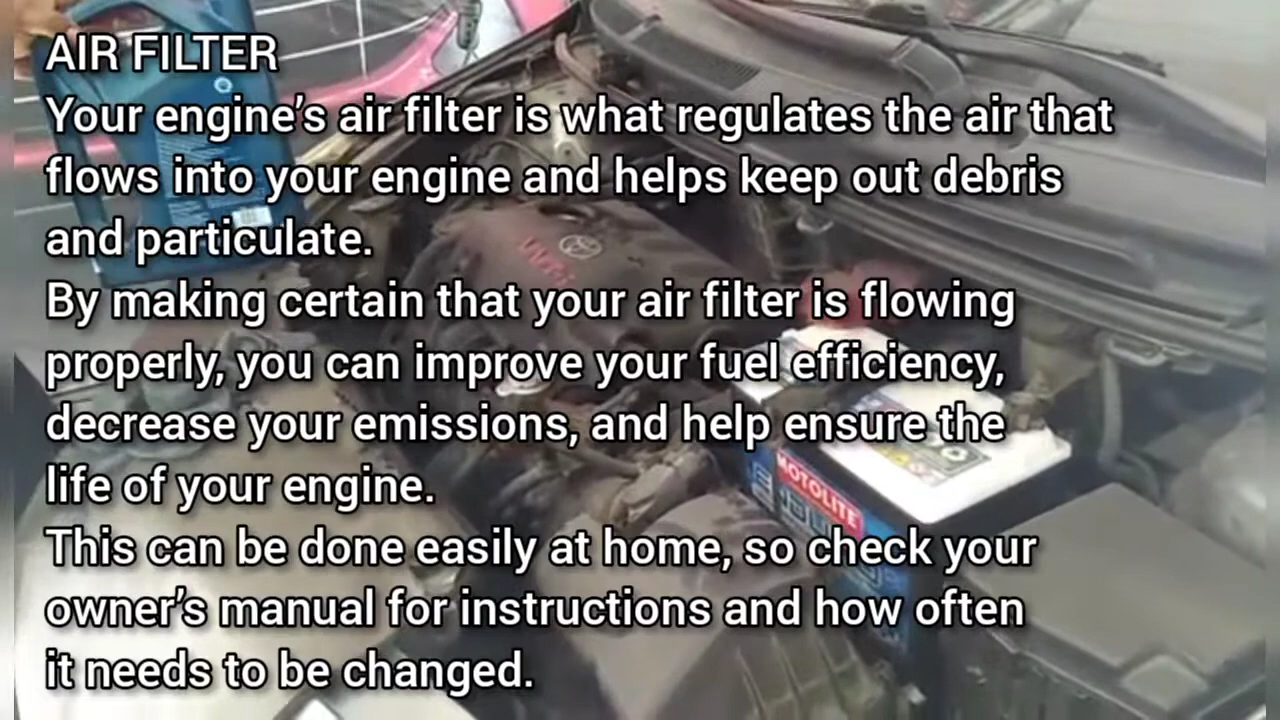 AIR FILTER
Your engine's air filter is what regulates the air that
flows into your engine and helps keep out debris
and particulate.
By making certain that your air filter is flowing
properly, you can improve your fuel efficiency,
decrease your emissions, and help ensure the
life of your engine.
This can be done easily at home, so check your
owner's manual for instructions and how often
it needs to be changed.
MOTOLITE